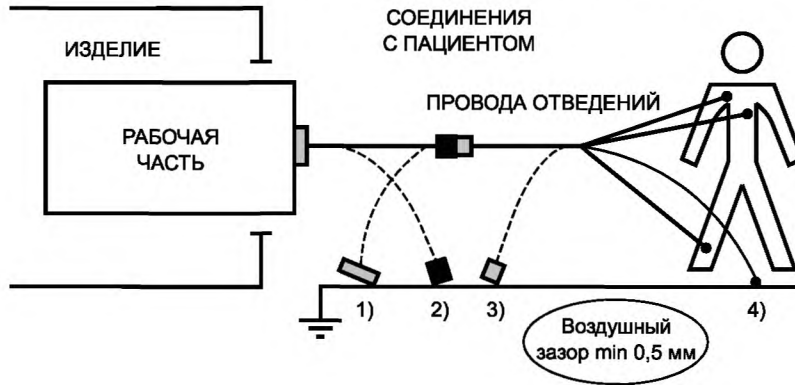 СОЕДИНЕНИЯ
С ПАЦИЕНТОМ
ИЗДЕЛИЕ
ПРОВОДА ОТВЕДЕНИЙ
РАБОЧАЯ
ЧАСТЬ
1)
2)
3)
4)
Воздушный
зазор min 0,5 мм